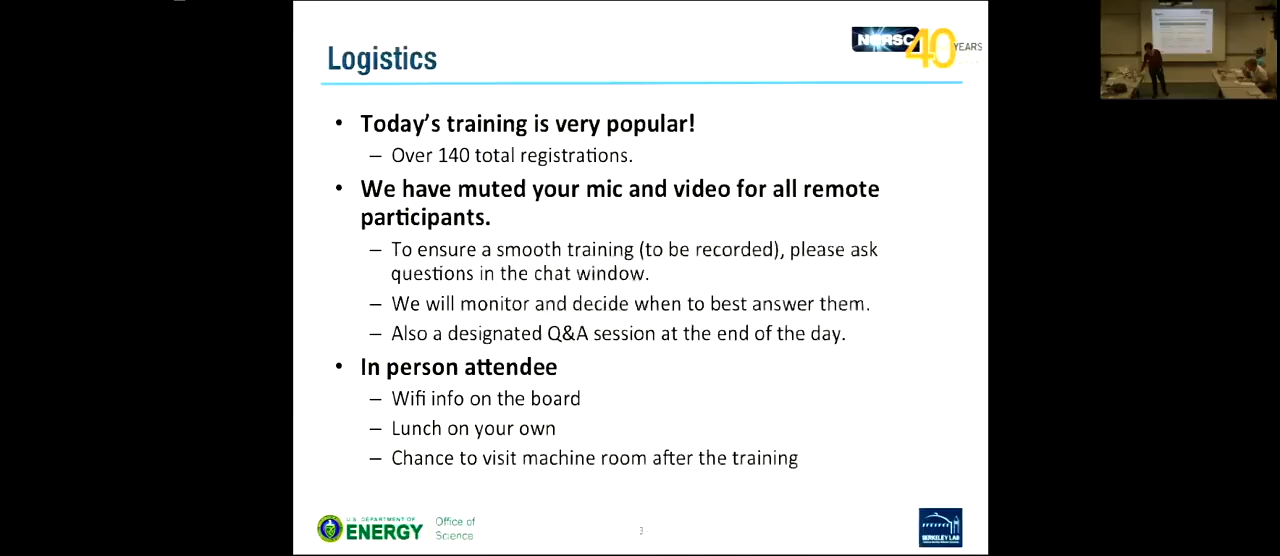 Logistics
NERSC 40 YEARS
• Today's training is very popular!
– Over 140 total registrations.
• We have muted your mic and video for all remote
participants.
– To ensure a smooth training (to be recorded), please ask
questions in the chat window.
– We will monitor and decide when to best answer them.
– Also a designated Q&A session at the end of the day.
• In person attendee
– Wifi info on the board
– Lunch on your own
– Chance to visit machine room after the training
U.S. DEPARTMENT OF
ENERGY
Office of
Science
3
BERKELEY LAB